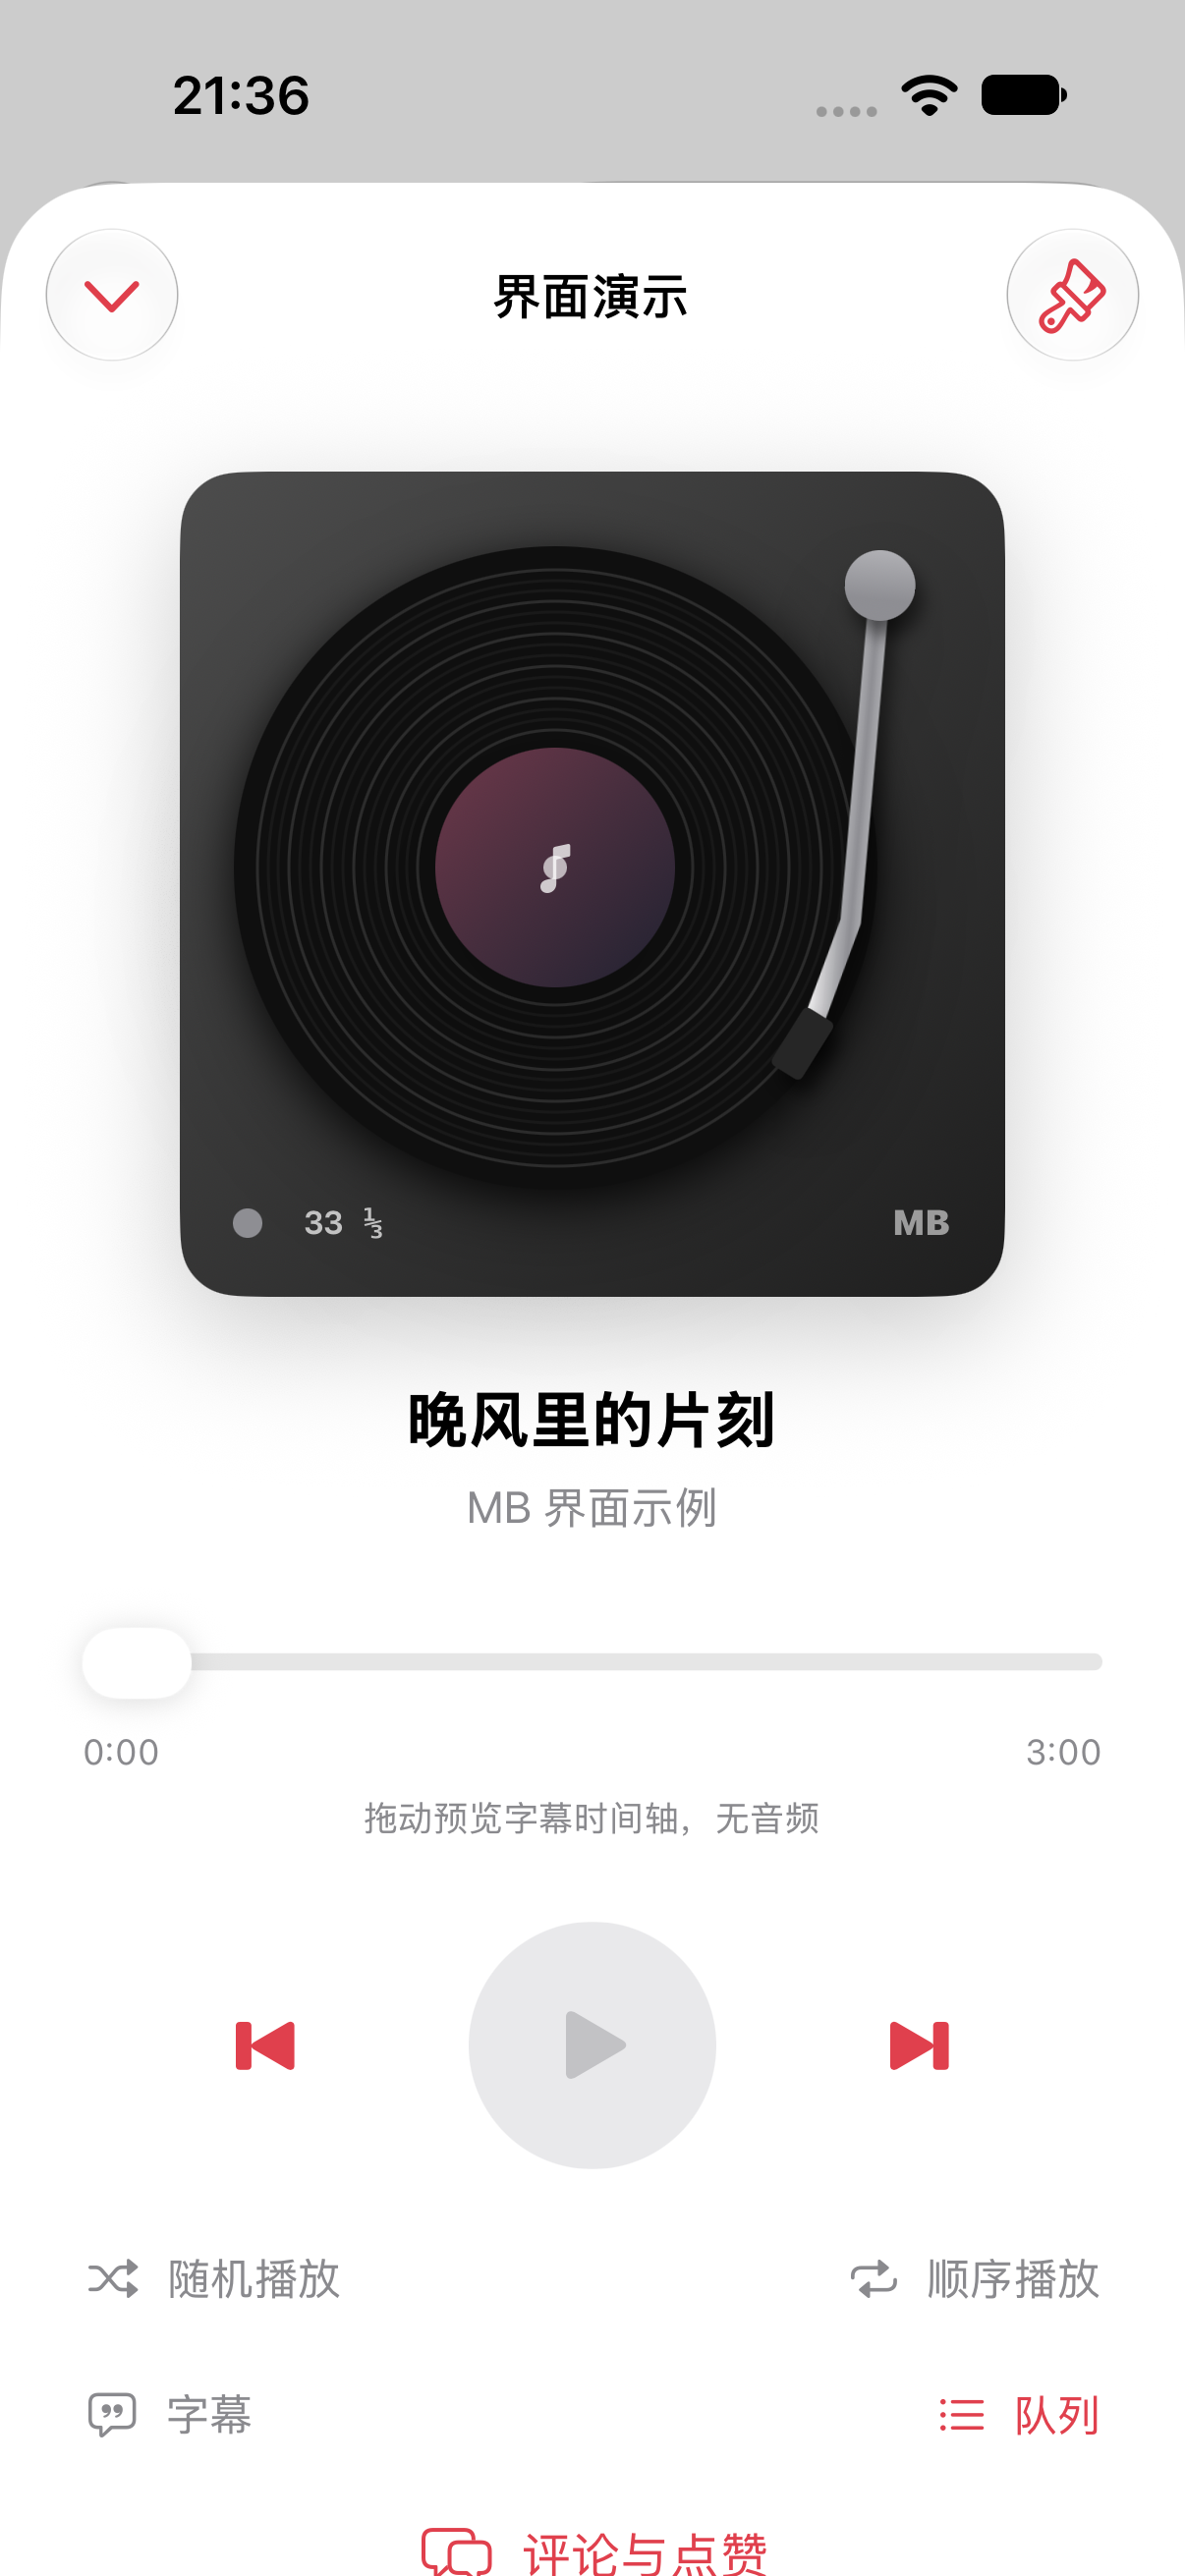 21:36
界面演示
33 ⅓
MB
晚风里的片刻
MB 界面示例
0:00
3:00
拖动预览字幕时间轴，无音频
随机播放
顺序播放
字幕
队列
评论与点赞